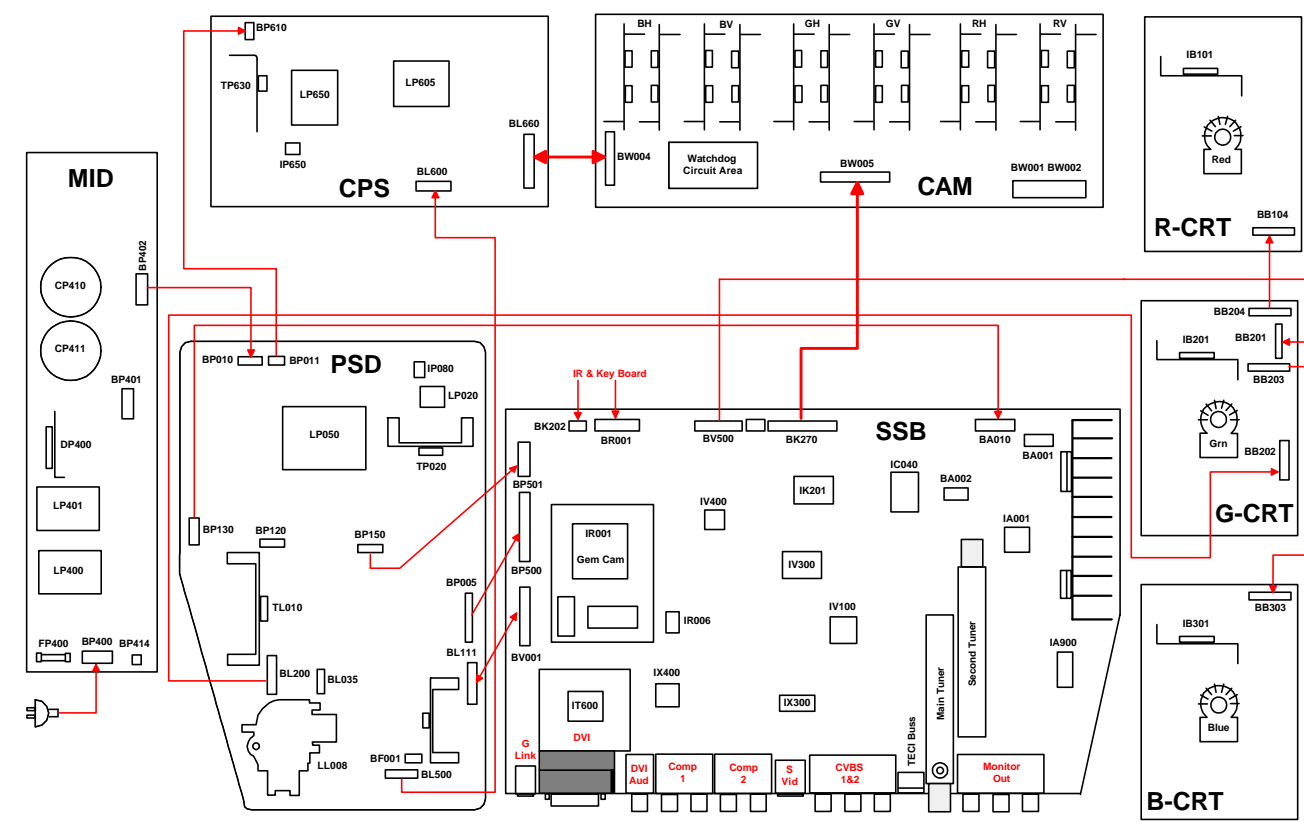 BP610
TP630
LP650
LP605
IP650
BL600
BL660
CPS
BH
BV
GH
GV
RH
RV
BW004
Watchdog
Circuit Area
BW005
BW001 BW002
CAM
IB101
Red
BB104
R-CRT
MID
BP402
CP410
CP411
BP401
DP400
LP401
LP400
FP400
BP400
BP414
BP010
BP011
PSD
IP080
LP020
LP050
TP020
BP130
BP120
BP150
TL010
BP005
BL111
BL200
BL035
LL008
BF001
BL500
IR & Key Board
BK202
BR001
BV500
BK270
SSB
BA010
BA001
BP501
IK201
IC040
BA002
IV400
IR001
Gem Cam
BP500
IA001
IV300
IV100
IR006
BV001
IX400
IX300
IA900
IT600
DVI
G
Link
DVI
Aud
Comp
1
Comp
2
S
Vid
CVBS
1&2
TECI Buss
Main Tuner
Second Tuner
Monitor
Out
BB204
IB201
BB201
BB203
Grn
BB202
G-CRT
BB303
IB301
Blue
B-CRT